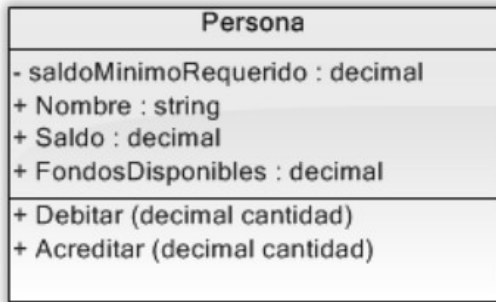 Persona
- saldoMinimoRequerido : decimal
+ Nombre : string
+ Saldo : decimal
+ FondosDisponibles : decimal
+ Debitar (decimal cantidad)
+ Acreditar (decimal cantidad)